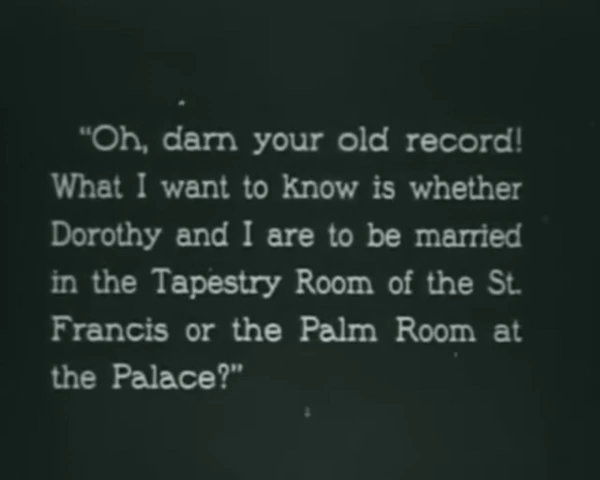 “Oh, darn your old record!
What I want to know is whether
Dorothy and I are to be married
in the Tapestry Room of the St.
Francis or the Palm Room at
the Palace?”